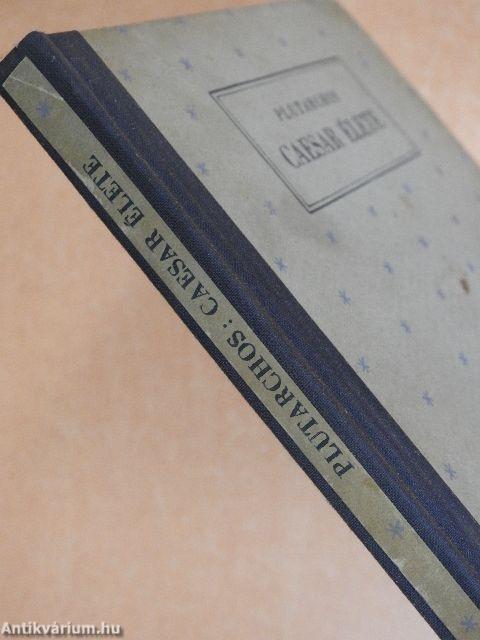 PLUTARCHOS
CAESAR ÉLETE
PLUTARCHOS: CAESAR ÉLETE
Antikvárium.hu